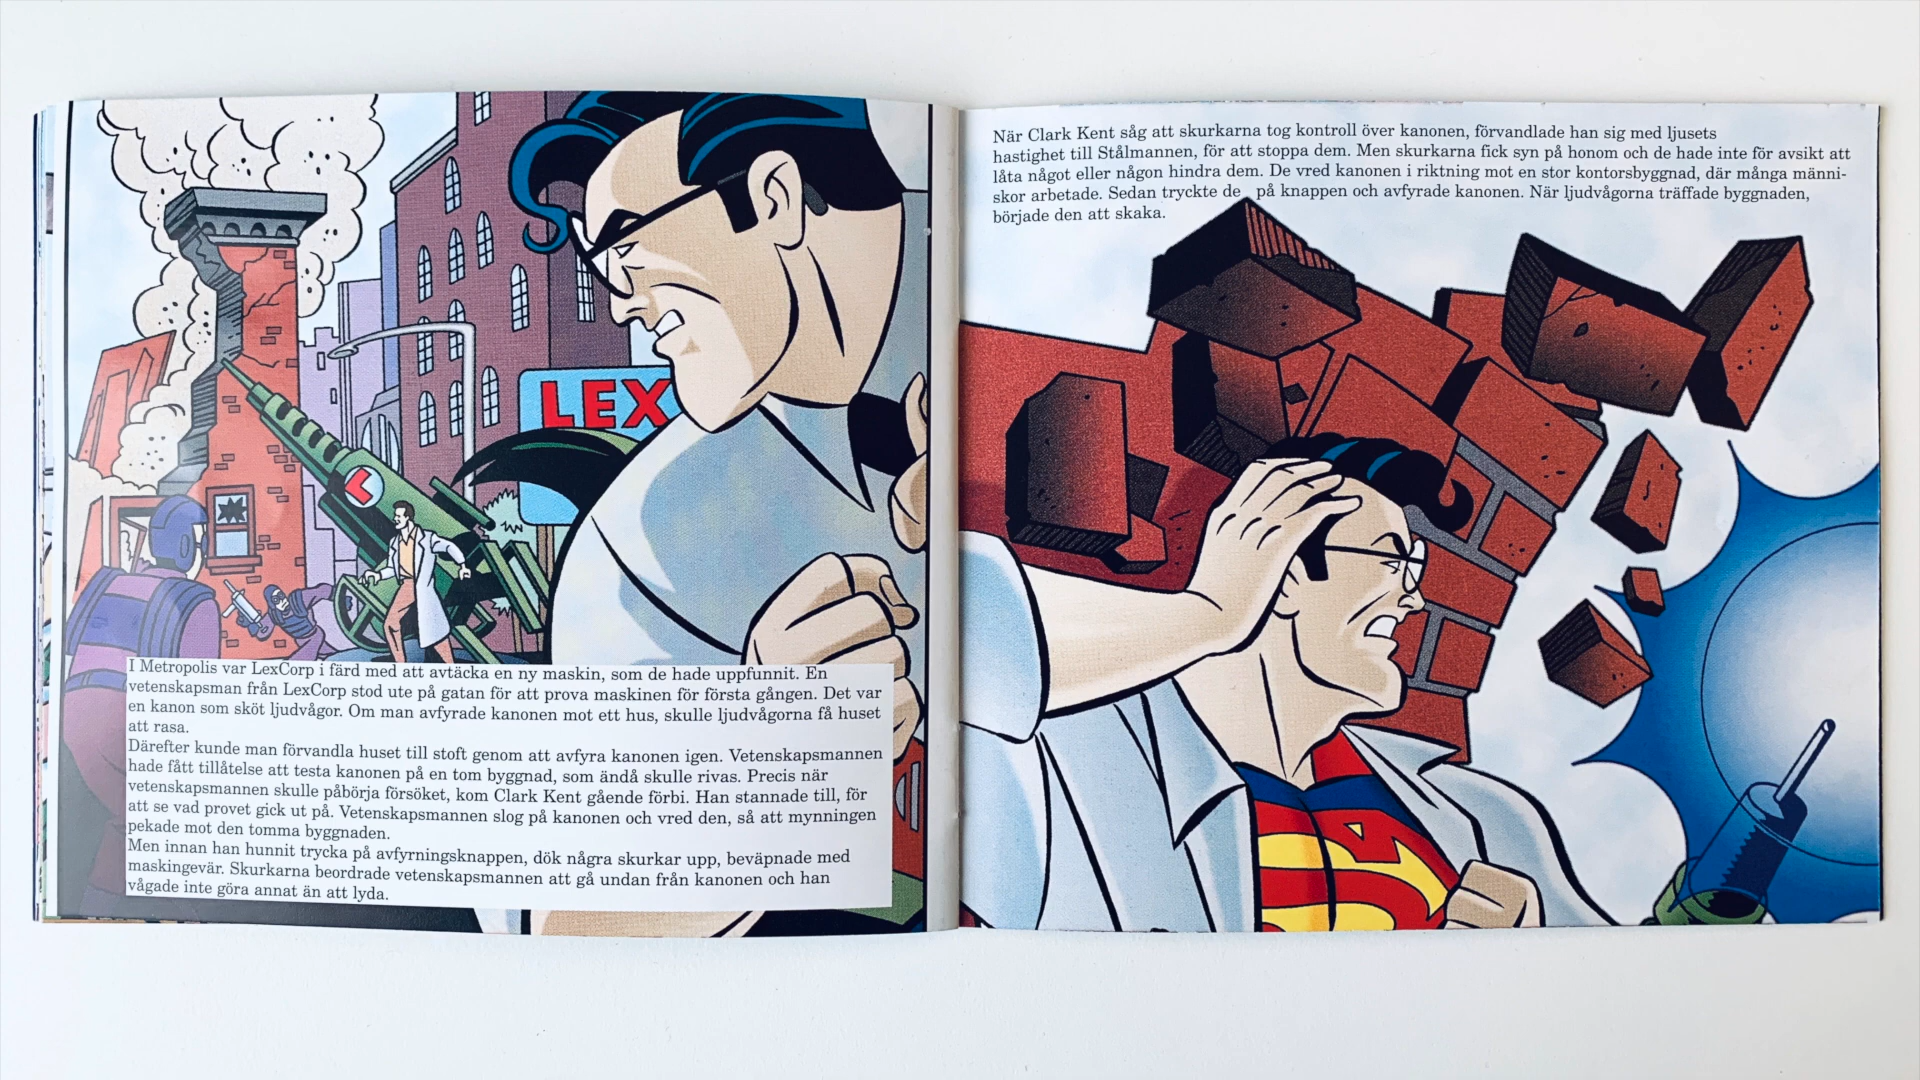 LEX
L
I Metropolis var LexCorp i färd med att avtäcka en ny maskin, som de hade uppfunnit. En
vetenskapsman från LexCorp stod ute på gatan för att prova maskinen för första gången. Det var
en kanon som sköt ljudvågor. Om man avfyrade kanonen mot ett hus, skulle ljudvågorna få huset
att rasa.
Därefter kunde man förvandla huset till stoft genom att avfyra kanonen igen. Vetenskapsmannen
hade fått tillåtelse att testa kanonen på en tom byggnad, som ändå skulle rivas. Precis när
vetenskapsmannen skulle påbörja försöket, kom Clark Kent gående förbi. Han stannade till, för
att se vad provet gick ut på. Vetenskapsmannen slog på kanonen och vred den, så att mynningen
pekade mot den tomma byggnaden.
Men innan han hunnit trycka på avfyrningsknappen, dök några skurkar upp, beväpnade med
maskingevär. Skurkarna beordrade vetenskapsmannen att gå undan från kanonen och han
vågade inte göra annat än att lyda.
När Clark Kent såg att skurkarna tog kontroll över kanonen, förvandlade han sig med ljusets
hastighet till Stålmannen, för att stoppa dem. Men skurkarna fick syn på honom och de hade inte för avsikt att
låta något eller någon hindra dem. De vred kanonen i riktning mot en stor kontorsbyggnad, där många männi-
skor arbetade. Sedan tryckte de på knappen och avfyrade kanonen. När ljudvågorna träffade byggnaden,
började den att skaka.